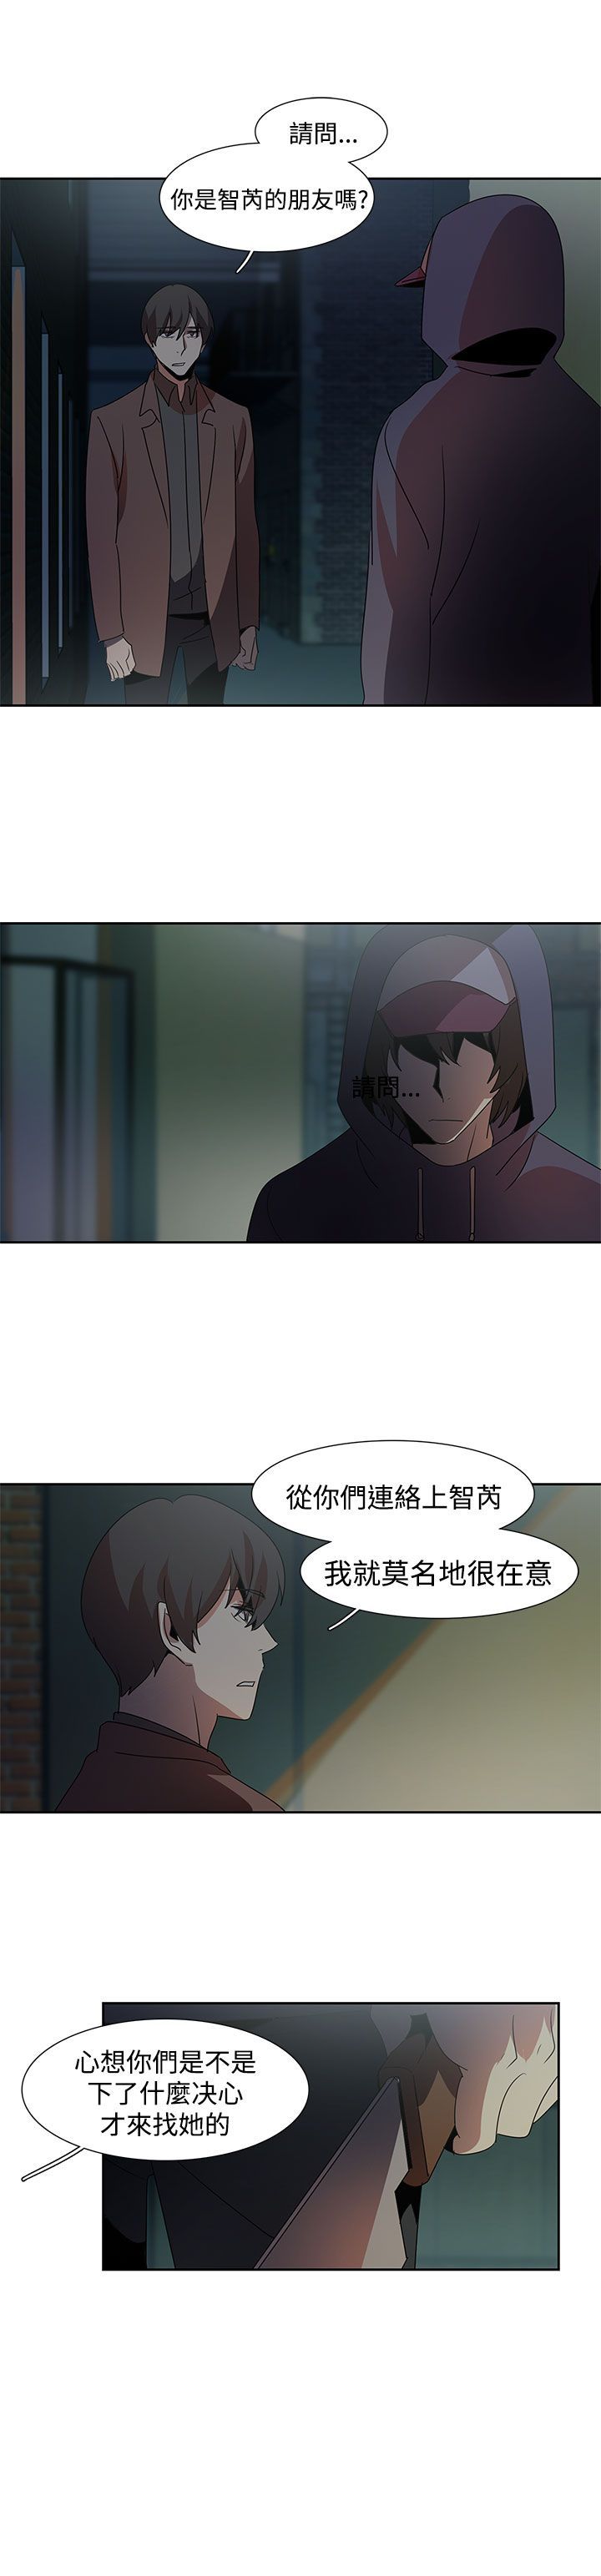 請問...
你是智芮的朋友嗎?
請問...
從你們連絡上智芮
我就莫名地很在意
心想你們是不是
下了什麼決心
才來找她的